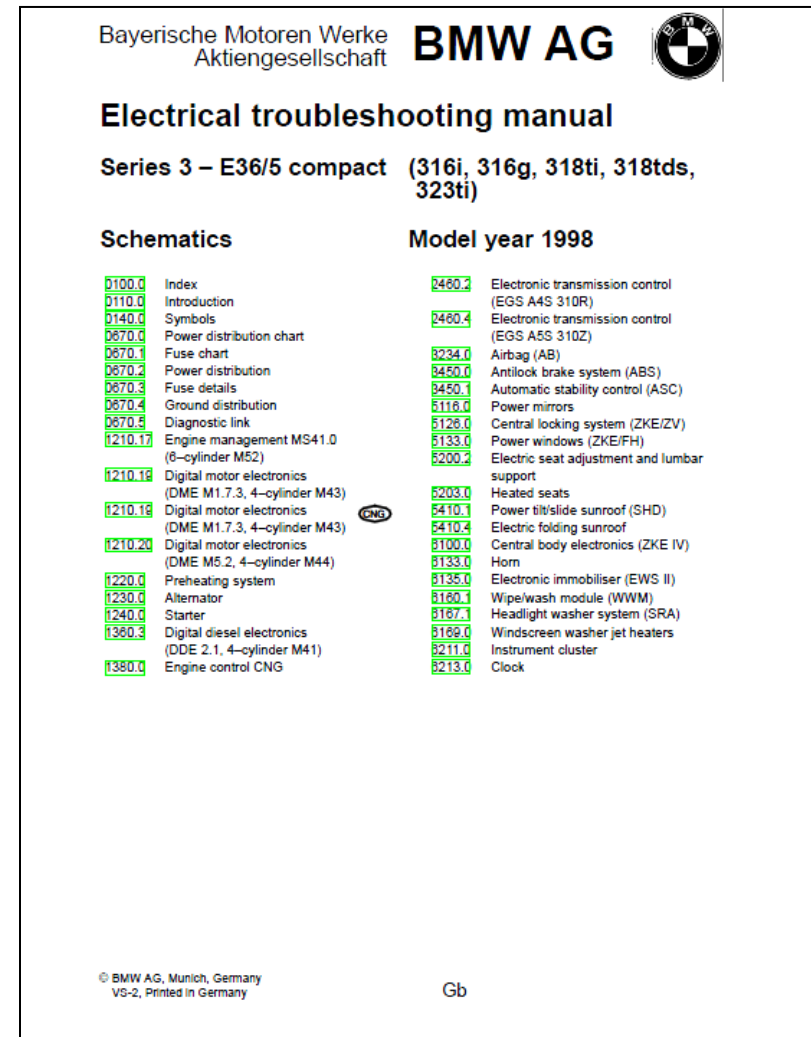 Bayerische Motoren Werke
Aktiengesellschaft
BMW AG
BMW
Electrical troubleshooting manual
Series 3 – E36/5 compact (316i, 316g, 318ti, 318tds,
323ti)
Schematics
0100.0 Index
0110.0 Introduction
0140.0 Symbols
0670.0 Power distribution chart
0670.1 Fuse chart
0670.2 Power distribution
0670.3 Fuse details
0670.4 Ground distribution
0670.5 Diagnostic link
1210.17 Engine management MS41.0
(6–cylinder M52)
1210.19 Digital motor electronics
(DME M1.7.3, 4–cylinder M43)
1210.19 Digital motor electronics CNG
(DME M1.7.3, 4–cylinder M43)
1210.20 Digital motor electronics
(DME M5.2, 4–cylinder M44)
1220.0 Preheating system
1230.0 Alternator
1240.0 Starter
1360.3 Digital diesel electronics
(DDE 2.1, 4–cylinder M41)
1380.0 Engine control CNG
Model year 1998
2460.2 Electronic transmission control
(EGS A4S 310R)
2460.4 Electronic transmission control
(EGS A5S 310Z)
3234.0 Airbag (AB)
3450.0 Antilock brake system (ABS)
3450.1 Automatic stability control (ASC)
5116.0 Power mirrors
5126.0 Central locking system (ZKE/ZV)
5133.0 Power windows (ZKE/FH)
5200.2 Electric seat adjustment and lumbar
support
5203.0 Heated seats
5410.1 Power tilt/slide sunroof (SHD)
5410.4 Electric folding sunroof
6100.0 Central body electronics (ZKE IV)
6133.0 Horn
6135.0 Electronic immobiliser (EWS II)
6160.1 Wipe/wash module (WWM)
6167.1 Headlight washer system (SRA)
6169.0 Windscreen washer jet heaters
6211.0 Instrument cluster
6213.0 Clock
© BMW AG, Munich, Germany
VS-2, Printed in Germany
Gb